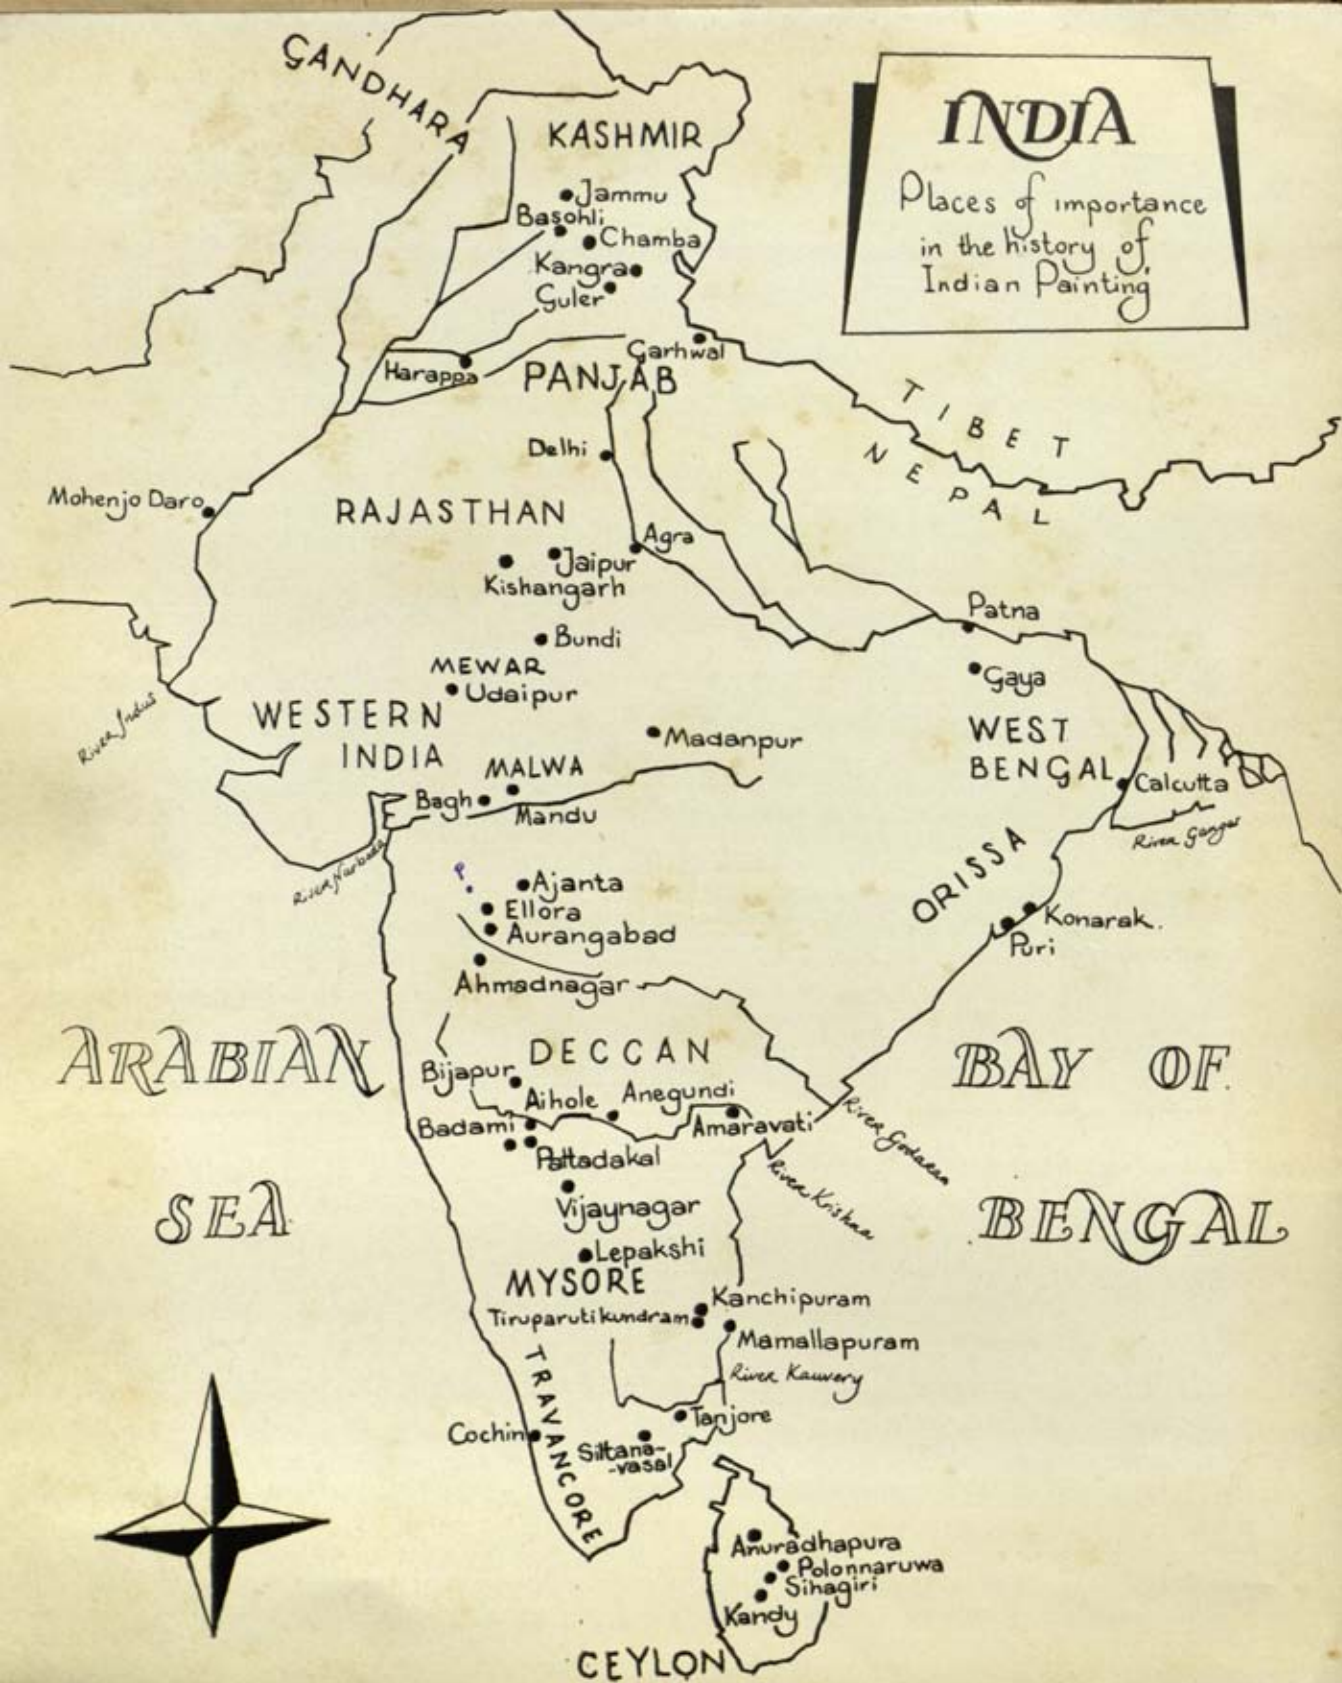 INDIA
Places of importance
in the history of
Indian Painting
GANDHARA
KASHMIR
Jammu
Basohli
Chamba
Kangra
Guler
Garhwal
Harappa
PANJAB
TIBET
NEPAL
Delhi
Mohenjo Daro
RAJASTHAN
Agra
Jaipur
Kishangarh
Patna
Bundi
MEWAR
Gaya
Udaipur
River Indus
WESTERN
INDIA
Madanpur
WEST
BENGAL
MALWA
Calcutta
Bagh
Mandu
River Ganga
River Narbada
ORISSA
P.
Ajanta
Ellora
Konarak.
Aurangabad
Puri
Ahmadnagar
ARABIAN
SEA
DECCAN
BAY OF
BENGAL
Bijapur
Aihole
Anegundi
Badami
Amaravati
River Godavari
Pattadakal
River Krishna
Vijaynagar
Lepakshi
MYSORE
Kanchipuram
Tiruparutikundram
Mamallapuram
TRAVANCORE
River Kauvery
Tanjore
Cochin
Sittana-
-vasal
Anuradhapura
Polonnaruwa
Sihagiri
Kandy
CEYLON